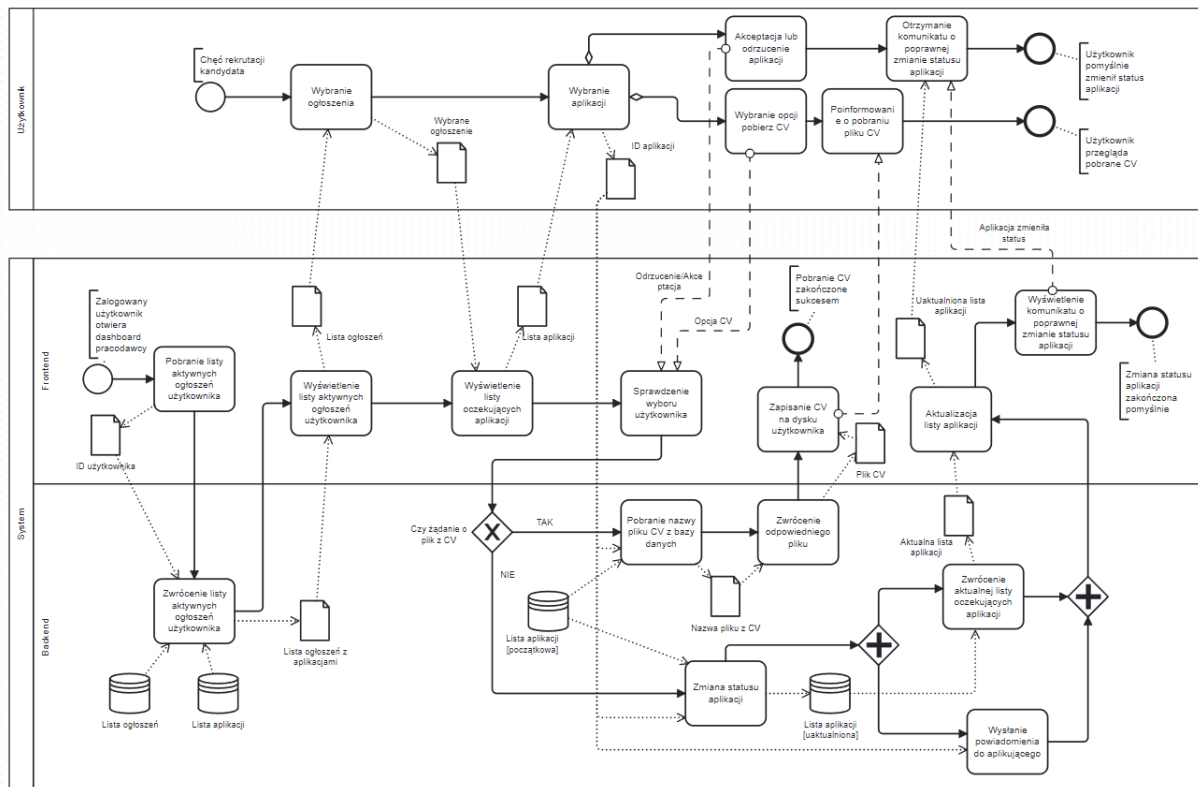 Użytkownik
Chęć rekrutacji
kandydata
Wybranie
ogłoszenia
Wybrane
ogłoszenie
Wybranie
aplikacji
ID aplikacji
Akceptacja lub
odrzucenie
aplikacji
Wybranie opcji
pobierz CV
Poinformowani
e o pobraniu
pliku CV
Otrzymanie
komunikatu o
poprawnej
zmianie statusu
aplikacji
Użytkownik
pomyślnie
zmienił status
aplikacji
Użytkownik
przegląda
pobrane CV
System
Frontend
Zalogowany
użytkownik
otwiera
dashboard
pracodawcy
Pobranie listy
aktywnych
ogłoszeń
użytkownika
ID użytkownika
Lista ogłoszeń
Wyświetlenie
listy aktywnych
ogłoszeń
użytkownika
Lista aplikacji
Wyświetlenie
listy
oczekujących
aplikacji
Odrzucenie/Akce
ptacja
Opcja CV
Sprawdzenie
wyboru
użytkownika
Pobranie CV
zakończone
sukcesem
Zapisanie CV
na dysku
użytkownika
Plik CV
Uaktualniona lista
aplikacji
Aktualizacja
listy aplikacji
Aplikacja zmieniła
status
Wyświetlenie
komunikatu o
poprawnej
zmianie statusu
aplikacji
Zmiana statusu
aplikacji
zakończona
pomyślnie
Backend
Zwrócenie listy
aktywnych
ogłoszeń
użytkownika
Lista ogłoszeń
Lista aplikacji
Lista ogłoszeń z
aplikacjami
Czy żądanie o
plik z CV
TAK
NIE
Pobranie nazwy
pliku CV z bazy
danych
Zwrócenie
odpowiedniego
pliku
Nazwa pliku z CV
Lista aplikacji
[początkowa]
Zmiana statusu
aplikacji
Lista aplikacji
[uaktualniona]
Aktualna lista
aplikacji
Zwrócenie
aktualnej listy
oczekujących
aplikacji
Wysłanie
powiadomienia
do aplikującego